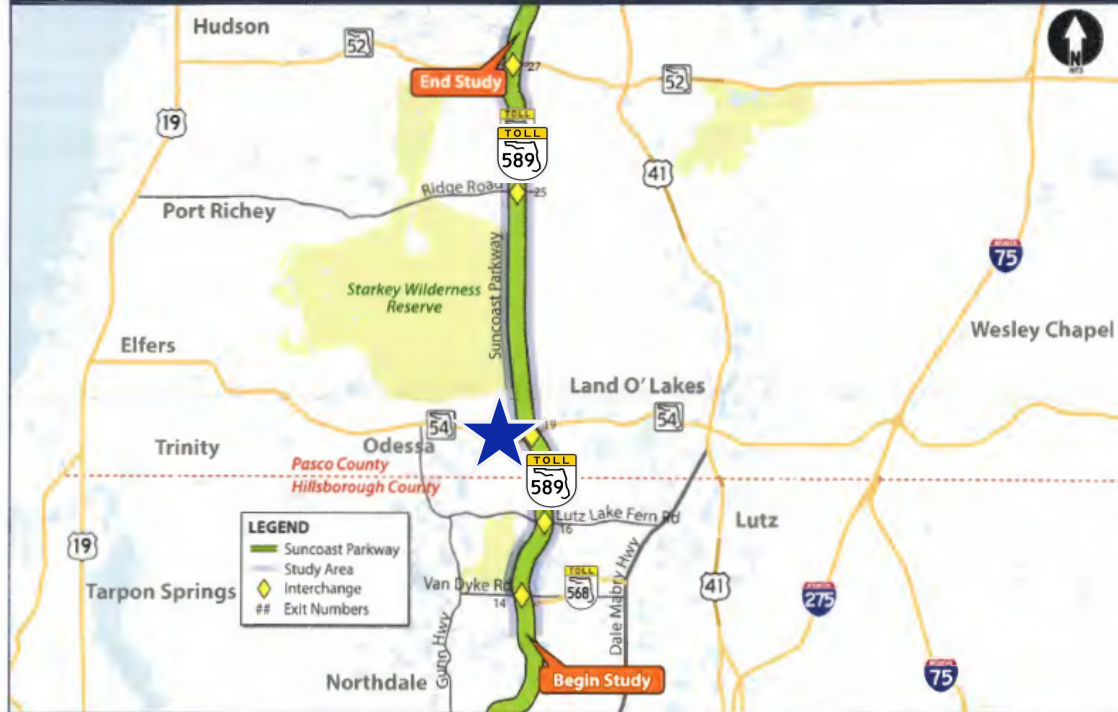 Hudson
52
End Study
27
N
NTS
52
TOLL
TOLL
589
19
41
Ridge Road
25
Port Richey
75
Suncoast Parkway
Starkey Wilderness
Reserve
Wesley Chapel
Elfers
Land O' Lakes
54
19
54
Trinity
Odessa
Pasco County
Hillsborough County
TOLL
589
LEGEND
Suncoast Parkway
Study Area
Interchange
## Exit Numbers
Lutz Lake Fern Rd
16
Lutz
19
Tarpon Springs
Van Dyke Rd
14
TOLL
568
Dale Mabry Hwy
41
275
Gunn Hwy
Northdale
Begin Study
75